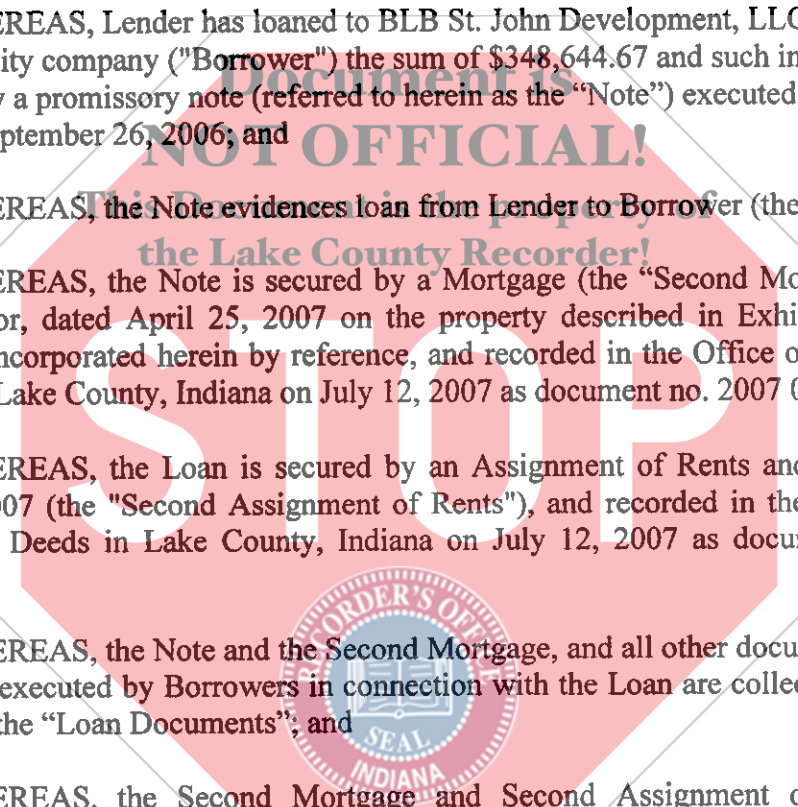 EREAS, Lender has loaned to BLB St. John Development, LLC
ity company ("Borrower") the sum of $348,644.67 and such in
a promissory note (referred to herein as the “Note”) executed
ptember 26, 2006; and
EREAS, the Note evidences loan from Lender to Borrower (the
EREAS, the Note is secured by a Mortgage (the “Second Mo
or, dated April 25, 2007 on the property described in Exhi
ncorporated herein by reference, and recorded in the Office o
Lake County, Indiana on July 12, 2007 as document no. 2007 0
EREAS, the Loan is secured by an Assignment of Rents and
07 (the "Second Assignment of Rents"), and recorded in the
Deeds in Lake County, Indiana on July 12, 2007 as docu
EREAS, the Note and the Second Mortgage, and all other docu
executed by Borrowers in connection with the Loan are collec
the “Loan Documents”; and
EREAS, the Second Mortgage and Second Assignment o
Document is
NOT OFFICIAL!
This Document is the property of
the Lake County Recorder!
STOP
RECORDER'S OFFICE
SEAL
INDIANA